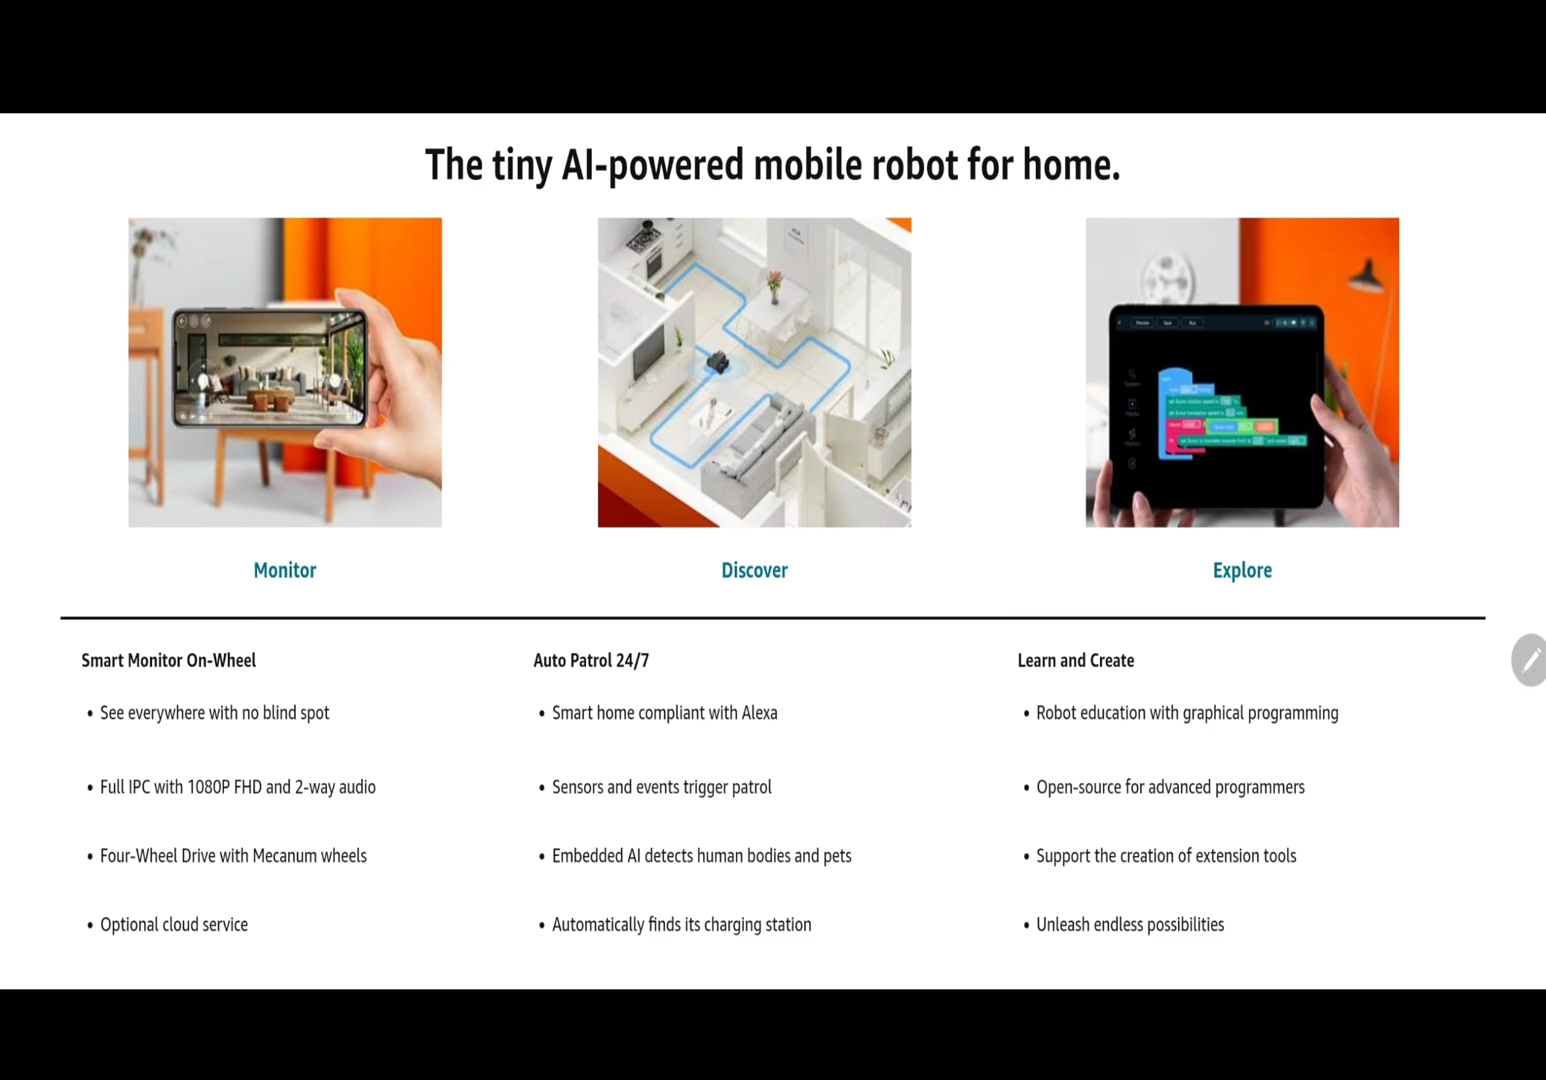 The tiny AI-powered mobile robot for home.
Monitor
Discover
Explore
Smart Monitor On-Wheel
• See everywhere with no blind spot
• Full IPC with 1080P FHD and 2-way audio
• Four-Wheel Drive with Mecanum wheels
• Optional cloud service
Auto Patrol 24/7
• Smart home compliant with Alexa
• Sensors and events trigger patrol
• Embedded AI detects human bodies and pets
• Automatically finds its charging station
Learn and Create
• Robot education with graphical programming
• Open-source for advanced programmers
• Support the creation of extension tools
• Unleash endless possibilities